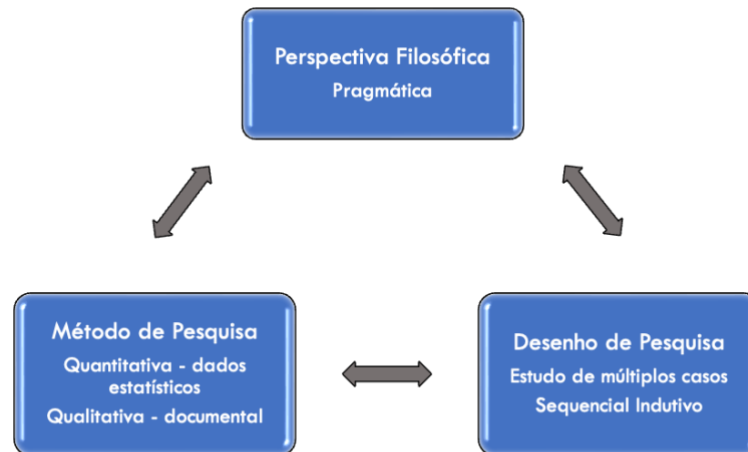 Perspectiva Filosófica
Pragmática
Método de Pesquisa
Quantitativa - dados
estatísticos
Qualitativa - documental
Desenho de Pesquisa
Estudo de múltiplos casos
Sequencial Indutivo